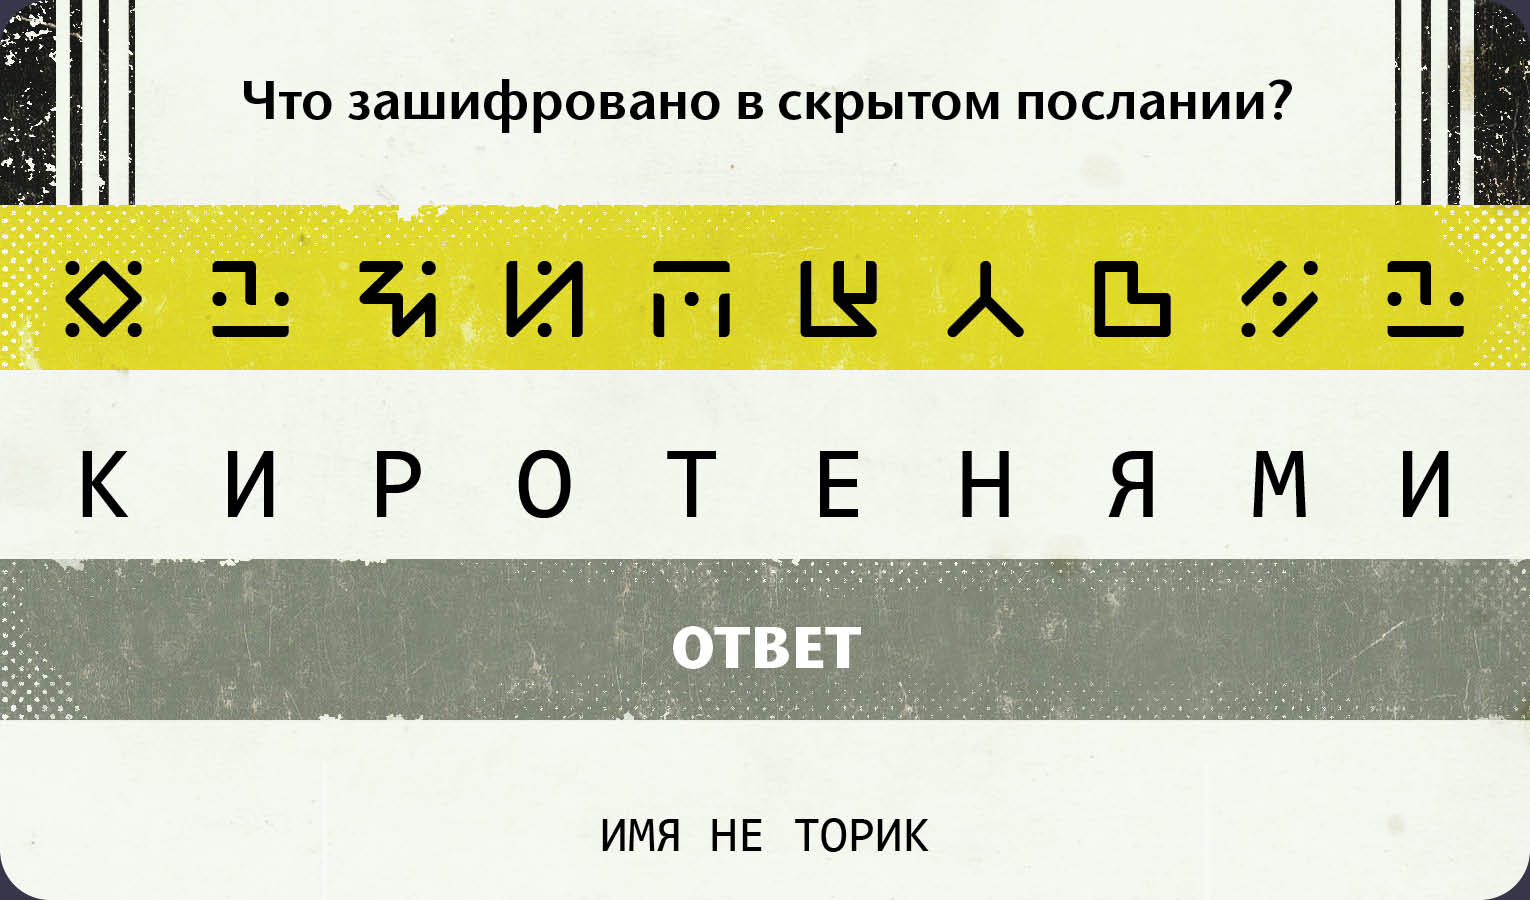 Что зашифровано в скрытом послании?
К И Р О Т Е Н Я М И
ОТВЕТ
ИМЯ НЕ ТОРИК